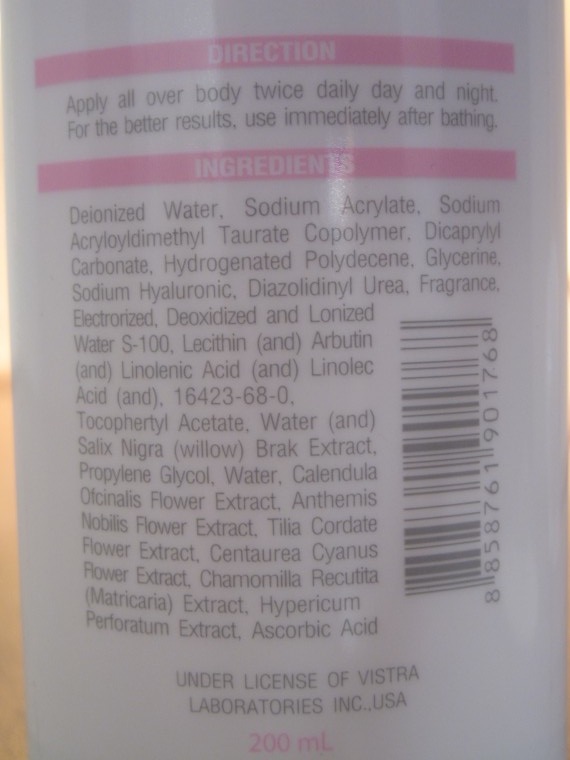 DIRECTION
Apply all over body twice daily day and night.
For the better results, use immediately after bathing.
INGREDIENTS
Deionized Water, Sodium Acrylate, Sodium
Acryloyldimethyl Taurate Copolymer, Dicaprylyl
Carbonate, Hydrogenated Polydecene, Glycerine,
Sodium Hyaluronic, Diazolidinyl Urea, Fragrance,
Electrorized, Deoxidized and Lonized
Water S-100, Lecithin (and) Arbutin
(and) Linolenic Acid (and) Linolec
Acid (and), 16423-68-0,
Tocophertyl Acetate, Water (and)
Salix Nigra (willow) Brak Extract,
Propylene Glycol, Water, Calendula
Ofcinalis Flower Extract, Anthemis
Nobilis Flower Extract, Tilia Cordate
Flower Extract, Centaurea Cyanus
Flower Extract, Chamomilla Recutita
(Matricaria) Extract, Hypericum
Perforatum Extract, Ascorbic Acid
8 858761 901768
UNDER LICENSE OF VISTRA
LABORATORIES INC.,USA
200 mL